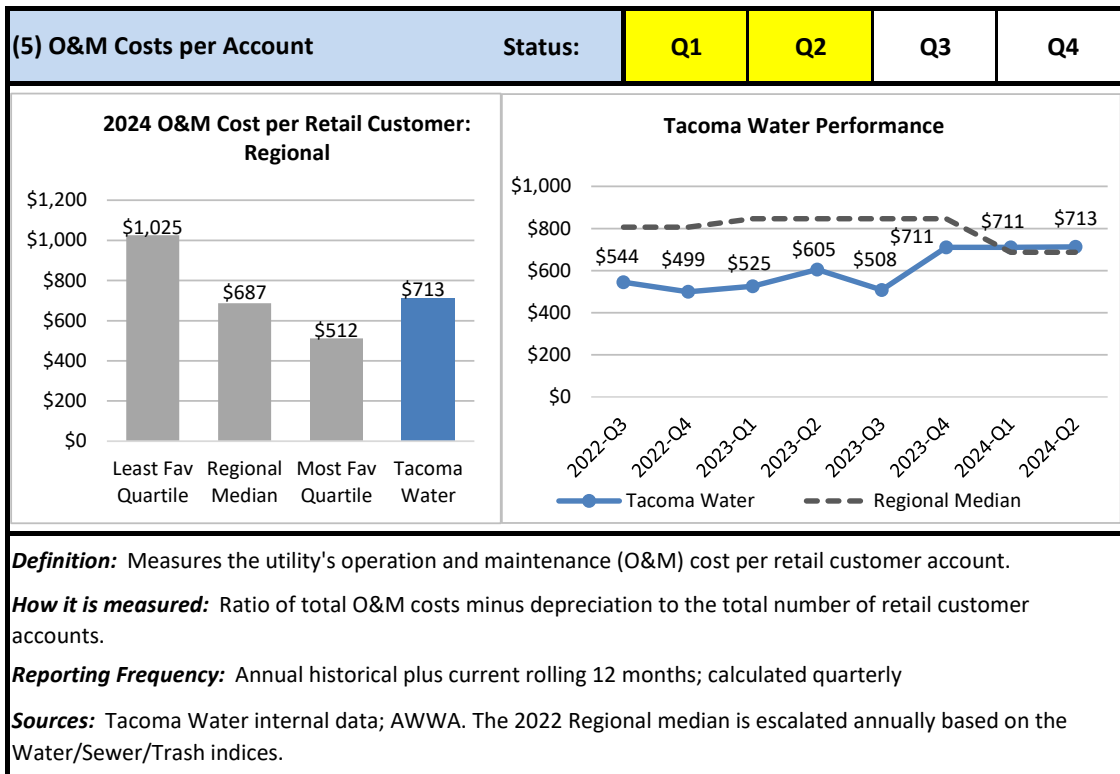 (5) O&M Costs per Account Status: Q1 Q2 Q3 Q4
2024 O&M Cost per Retail Customer:
Regional
$1,200
$1,000
$800
$600
$400
$200
$0
$1,025
$687
$512
$713
Least Fav Quartile
Regional Median
Most Fav Quartile
Tacoma Water
Tacoma Water Performance
$1,000
$800
$600
$400
$200
$0
$544
$499
$525
$605
$508
$711
$711
$713
2022-Q3
2022-Q4
2023-Q1
2023-Q2
2023-Q3
2023-Q4
2024-Q1
2024-Q2
Tacoma Water
Regional Median
Definition: Measures the utility's operation and maintenance (O&M) cost per retail customer account.
How it is measured: Ratio of total O&M costs minus depreciation to the total number of retail customer
accounts.
Reporting Frequency: Annual historical plus current rolling 12 months; calculated quarterly
Sources: Tacoma Water internal data; AWWA. The 2022 Regional median is escalated annually based on the
Water/Sewer/Trash indices.